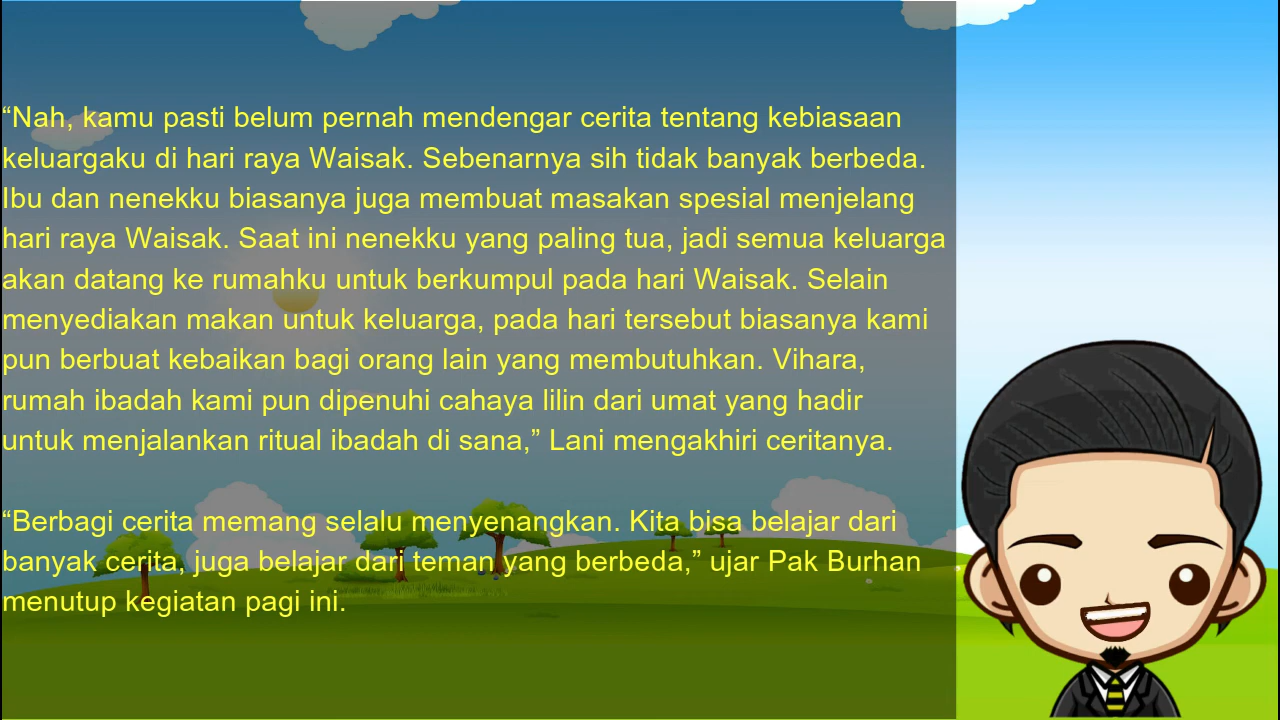 “Nah, kamu pasti belum pernah mendengar cerita tentang kebiasaan
keluargaku di hari raya Waisak. Sebenarnya sih tidak banyak berbeda.
Ibu dan nenekku biasanya juga membuat masakan spesial menjelang
hari raya Waisak. Saat ini nenekku yang paling tua, jadi semua keluarga
akan datang ke rumahku untuk berkumpul pada hari Waisak. Selain
menyediakan makan untuk keluarga, pada hari tersebut biasanya kami
pun berbuat kebaikan bagi orang lain yang membutuhkan. Vihara,
rumah ibadah kami pun dipenuhi cahaya lilin dari umat yang hadir
untuk menjalankan ritual ibadah di sana,” Lani mengakhiri ceritanya.
“Berbagi cerita memang selalu menyenangkan. Kita bisa belajar dari
banyak cerita, juga belajar dari teman yang berbeda,” ujar Pak Burhan
menutup kegiatan pagi ini.